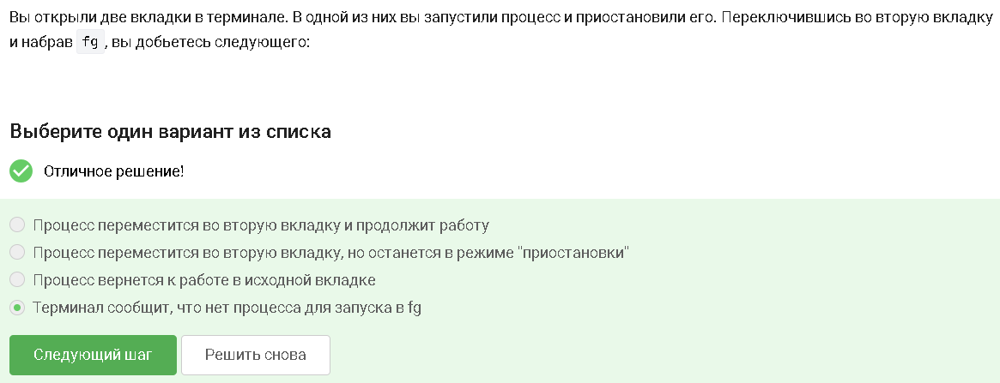 Вы открыли две вкладки в терминале. В одной из них вы запустили процесс и приостановили его. Переключившись во вторую вкладку
и набрав fg, вы добьетесь следующего:
Выберите один вариант из списка
Отличное решение!
Процесс переместится во вторую вкладку и продолжит работу
Процесс переместится во вторую вкладку, но останется в режиме "приостановки"
Процесс вернется к работе в исходной вкладке
Терминал сообщит, что нет процесса для запуска в fg
Следующий шаг Решить снова